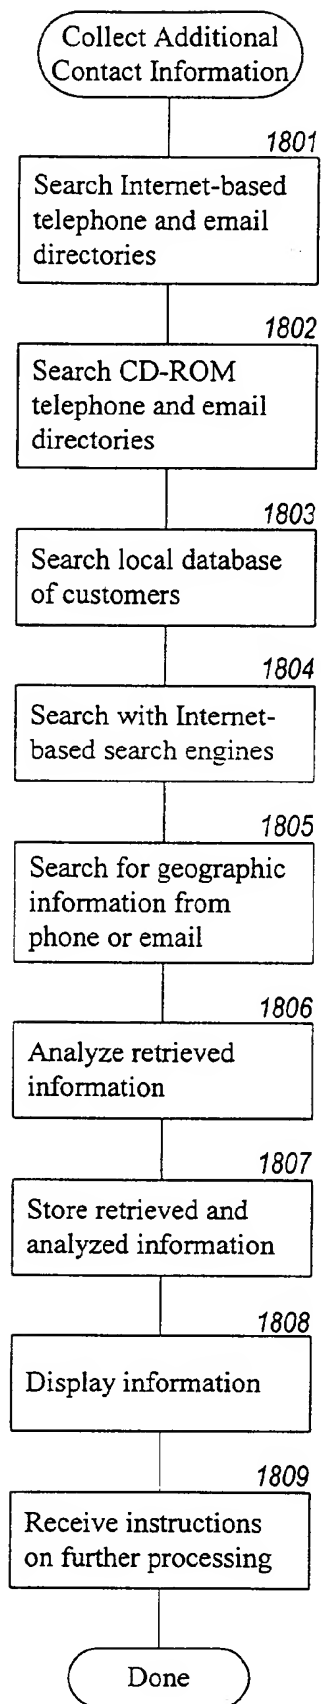 Collect Additional
Contact Information
1801
Search Internet-based
telephone and email
directories
1802
Search CD-ROM
telephone and email
directories
1803
Search local database
of customers
1804
Search with Internet-
based search engines
1805
Search for geographic
information from
phone or email
1806
Analyze retrieved
information
1807
Store retrieved and
analyzed information
1808
Display information
1809
Receive instructions
on further processing
Done